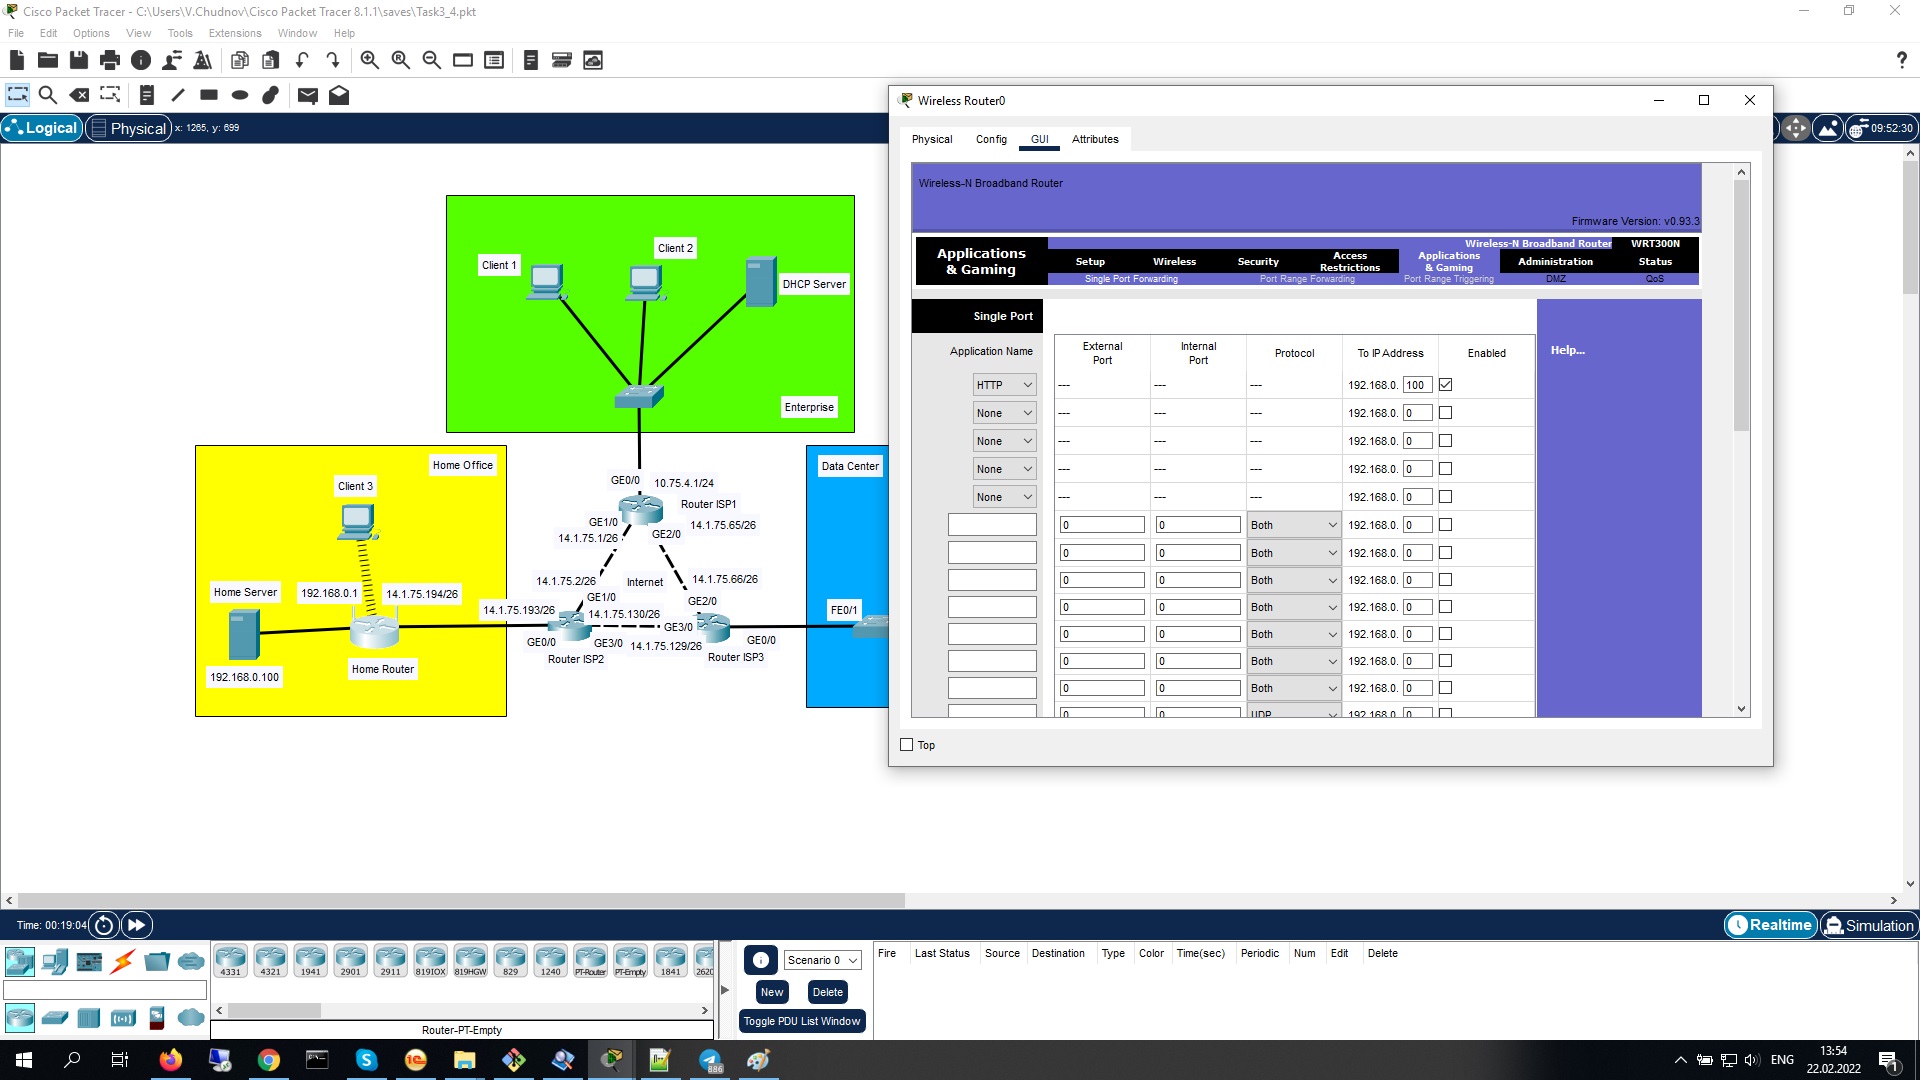 Cisco Packet Tracer - C:\Users\V.Chudnov\Cisco Packet Tracer 8.1.1\saves\Task3_4.pkt
File Edit Options View Tools Extensions Window Help
Logical Physical x: 1265, y: 699
09:52:30
Client 1
Client 2
DHCP Server
Enterprise
Home Office
Client 3
Home Server
192.168.0.1
14.1.75.194/26
Home Router
192.168.0.100
GE0/0
10.75.4.1/24
Router ISP1
GE1/0
14.1.75.65/26
14.1.75.1/26
GE2/0
14.1.75.2/26
Internet
14.1.75.66/26
GE1/0
GE2/0
14.1.75.193/26
14.1.75.130/26
GE3/0
GE0/0
GE3/0
14.1.75.129/26
GE0/0
Router ISP2
Router ISP3
Data Center
FE0/1
Wireless Router0
Physical Config GUI Attributes
Wireless-N Broadband Router
Firmware Version: v0.93.3
Wireless-N Broadband Router WRT300N
Applications & Gaming
Setup Wireless Security Access Restrictions Applications & Gaming Administration Status
Single Port Forwarding Port Range Forwarding Port Range Triggering DMZ QoS
Single Port
Application Name External Port Internal Port Protocol To IP Address Enabled
Help...
HTTP --- --- --- 192.168.0. 100
None --- --- --- 192.168.0. 0
None --- --- --- 192.168.0. 0
None --- --- --- 192.168.0. 0
None --- --- --- 192.168.0. 0
0 0 Both 192.168.0. 0
0 0 Both 192.168.0. 0
0 0 Both 192.168.0. 0
0 0 Both 192.168.0. 0
0 0 Both 192.168.0. 0
0 0 Both 192.168.0. 0
0 0 Both 192.168.0. 0
0 0 UDP 192.168.0. 0
Top
Time: 00:19:04
Realtime Simulation
4331 4321 1941 2901 2911 819IOX 819HGW 829 1240 PT-Router PT-Empty 1841 2620
Router-PT-Empty
Scenario 0
New Delete
Toggle PDU List Window
Fire Last Status Source Destination Type Color Time(sec) Periodic Num Edit Delete
886
ENG
13:54
22.02.2022
1